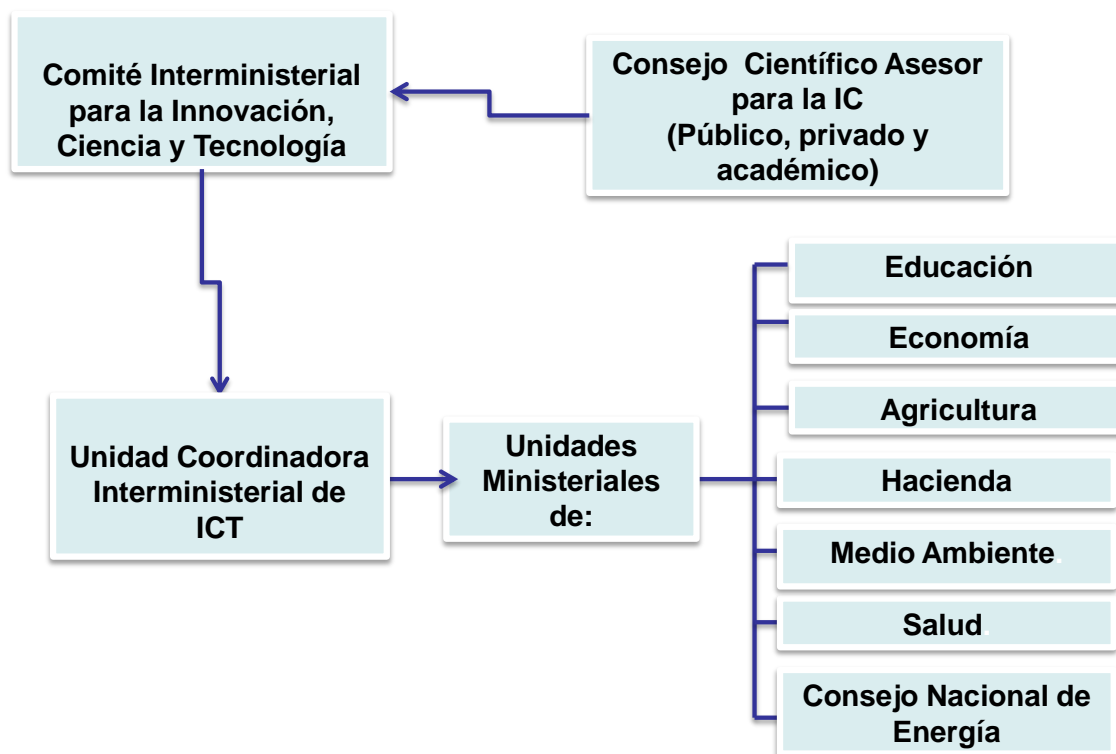 Comité Interministerial
para la Innovación,
Ciencia y Tecnología
Consejo Científico Asesor
para la IC
(Público, privado y
académico)
Unidad Coordinadora
Interministerial de
ICT
Unidades
Ministeriales
de:
Educación
Economía
Agricultura
Hacienda
Medio Ambiente.
Salud.
Consejo Nacional de
Energía